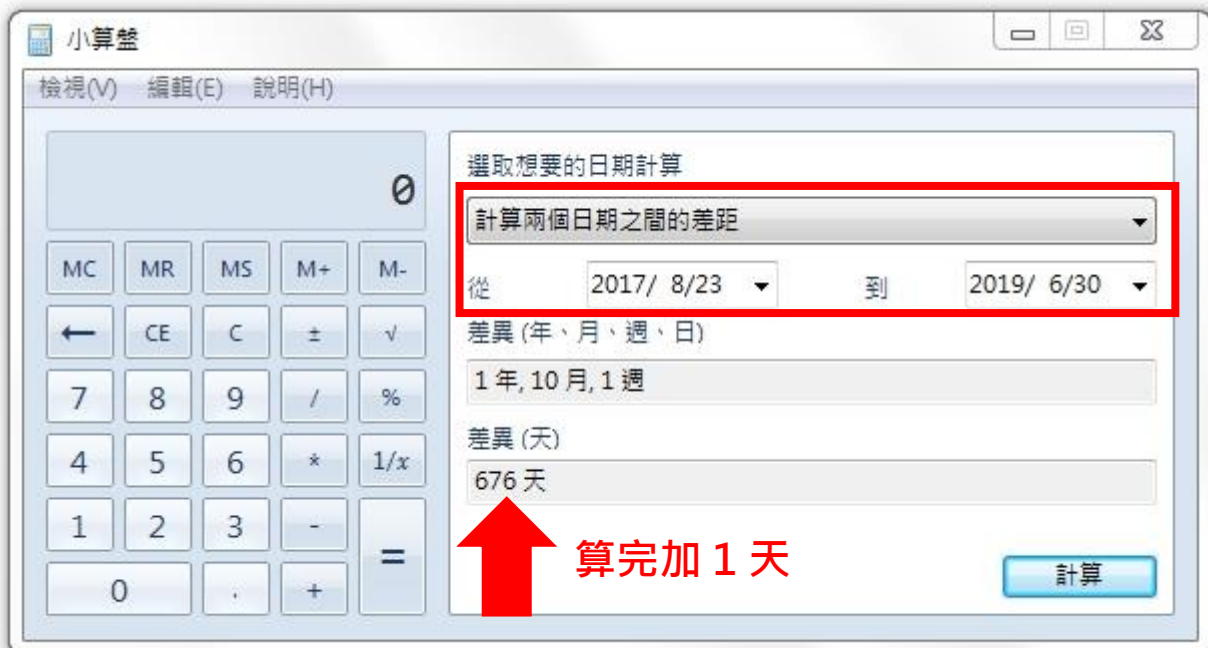 小算盤
檢視(V) 編輯(E) 說明(H)
0
MC MR MS M+ M-
← CE C ± √
7 8 9 / %
4 5 6 * 1/x
1 2 3 - =
0 . +
選取想要的日期計算
計算兩個日期之間的差距
從 2017/ 8/23 到 2019/ 6/30
差異 (年、月、週、日)
1 年, 10 月, 1 週
差異 (天)
676 天
算完加 1 天
計算